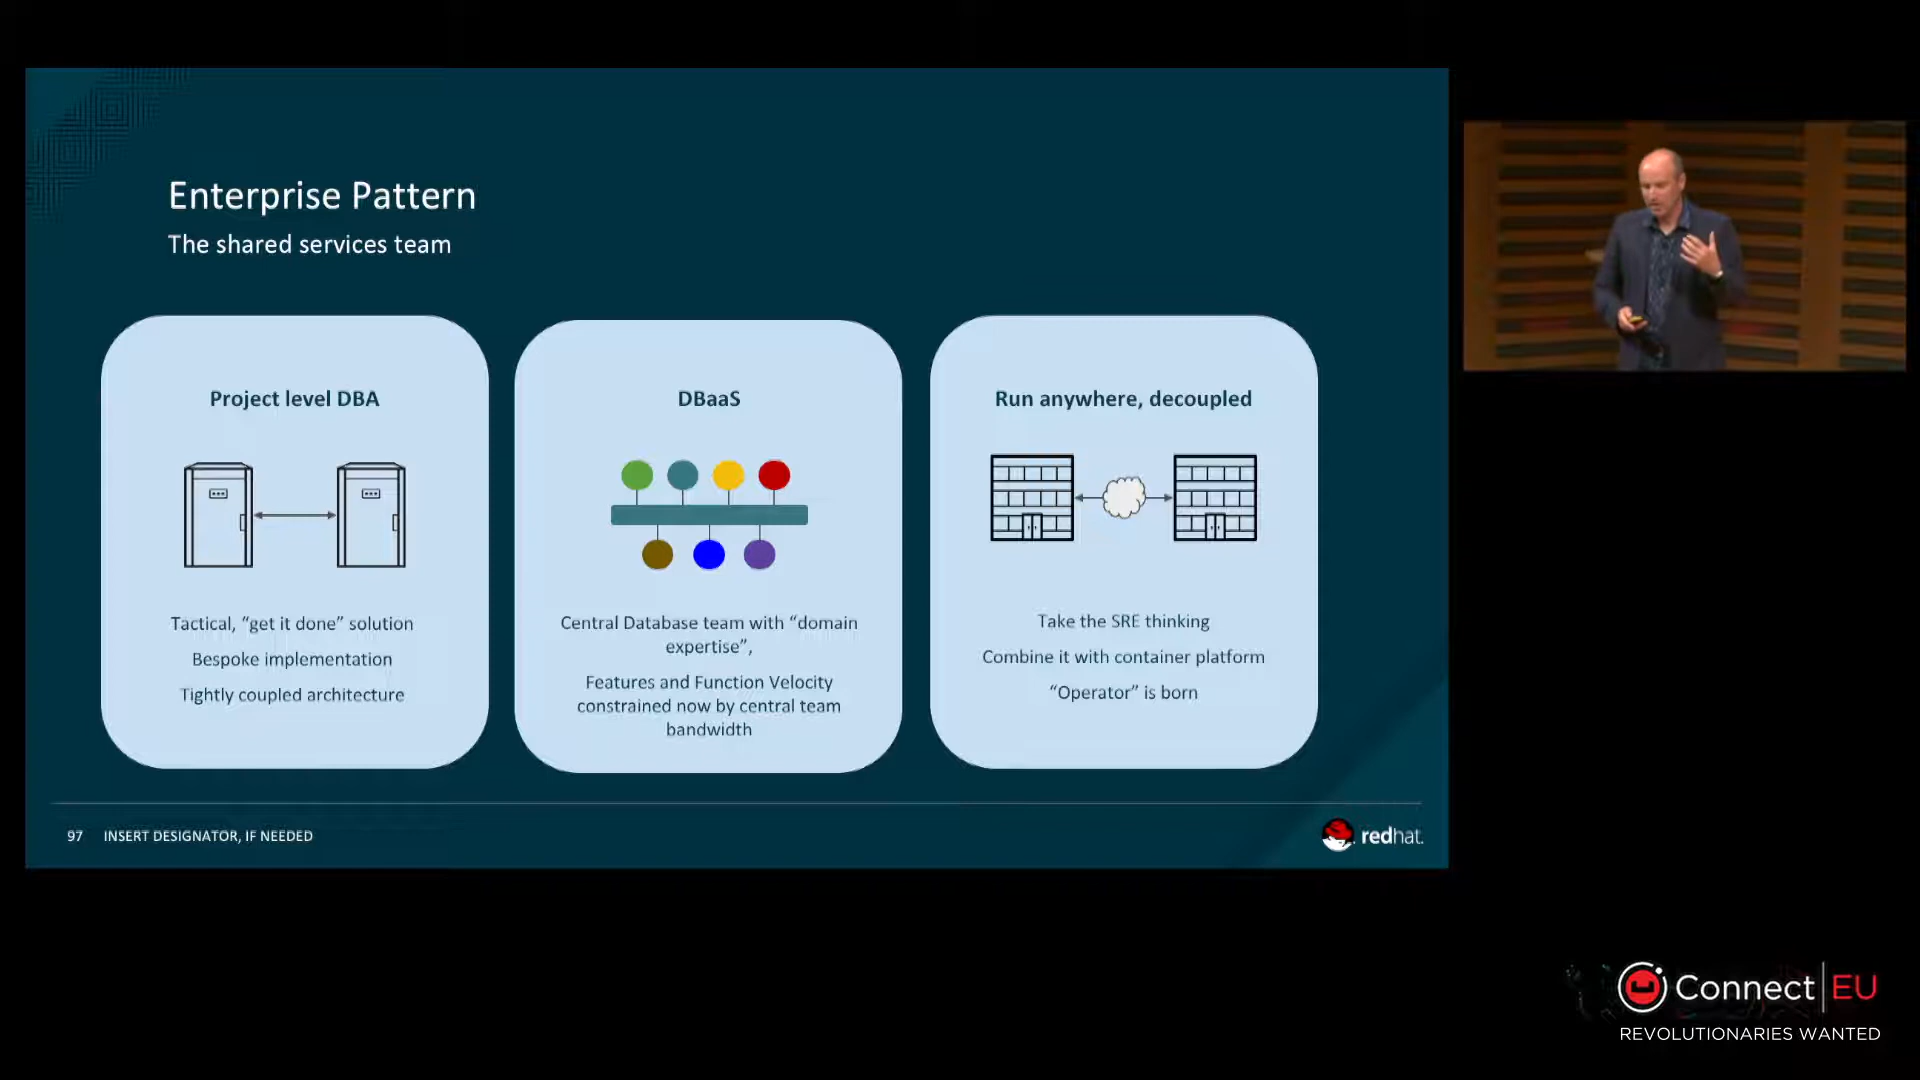 Enterprise Pattern
The shared services team
Project level DBA
Tactical, “get it done” solution
Bespoke implementation
Tightly coupled architecture
DBaaS
Central Database team with “domain
expertise”,
Features and Function Velocity
constrained now by central team
bandwidth
Run anywhere, decoupled
Take the SRE thinking
Combine it with container platform
“Operator” is born
97 INSERT DESIGNATOR, IF NEEDED
redhat.
Connect | EU
REVOLUTIONARIES WANTED